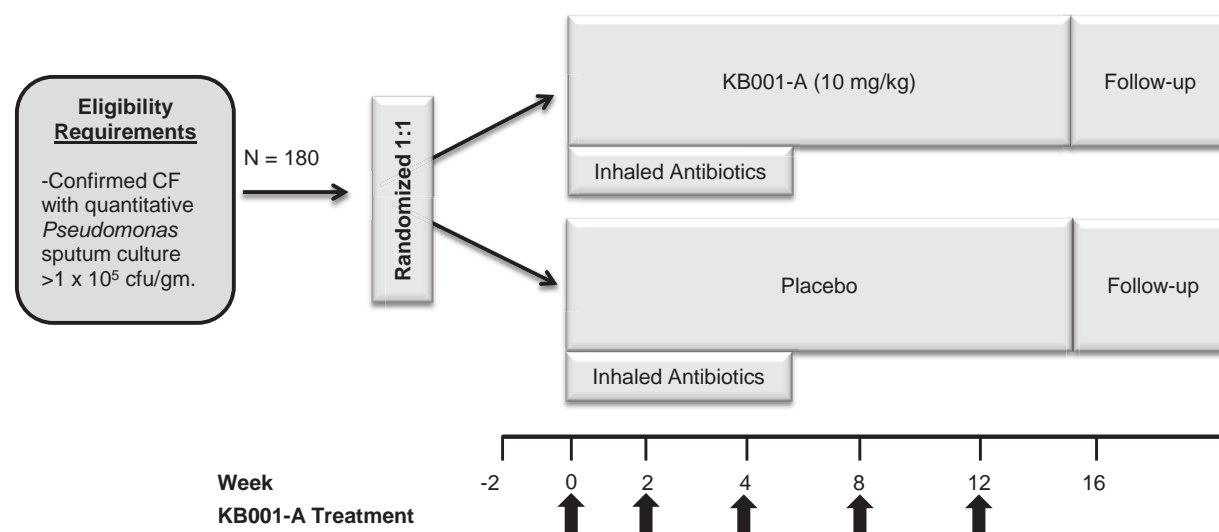 Eligibility
Requirements
-Confirmed CF
with quantitative
Pseudomonas
sputum culture
>1 x 10⁵ cfu/gm.
N = 180
Randomized 1:1
KB001-A (10 mg/kg)
Follow-up
Inhaled Antibiotics
Placebo
Follow-up
Inhaled Antibiotics
Week -2 0 2 4 8 12 16
KB001-A Treatment